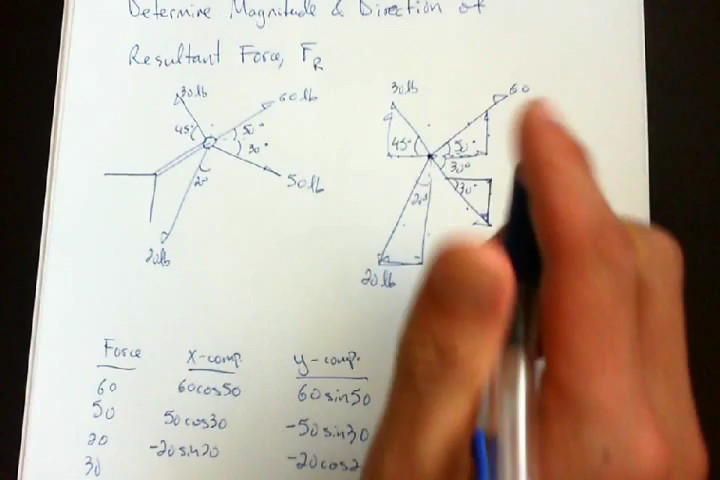 Determine Magnitude & Direction of
Resultant Force, FR
30lb
60lb
45°
50°
30°
20
50lb
20lb
30lb
60
45°
50°
30°
30°
20°
20lb
Force X-comp. y-comp.
60 60cos50 60sin50
50 50cos30 -50sin30
20 -20sin20 -20cos2
30